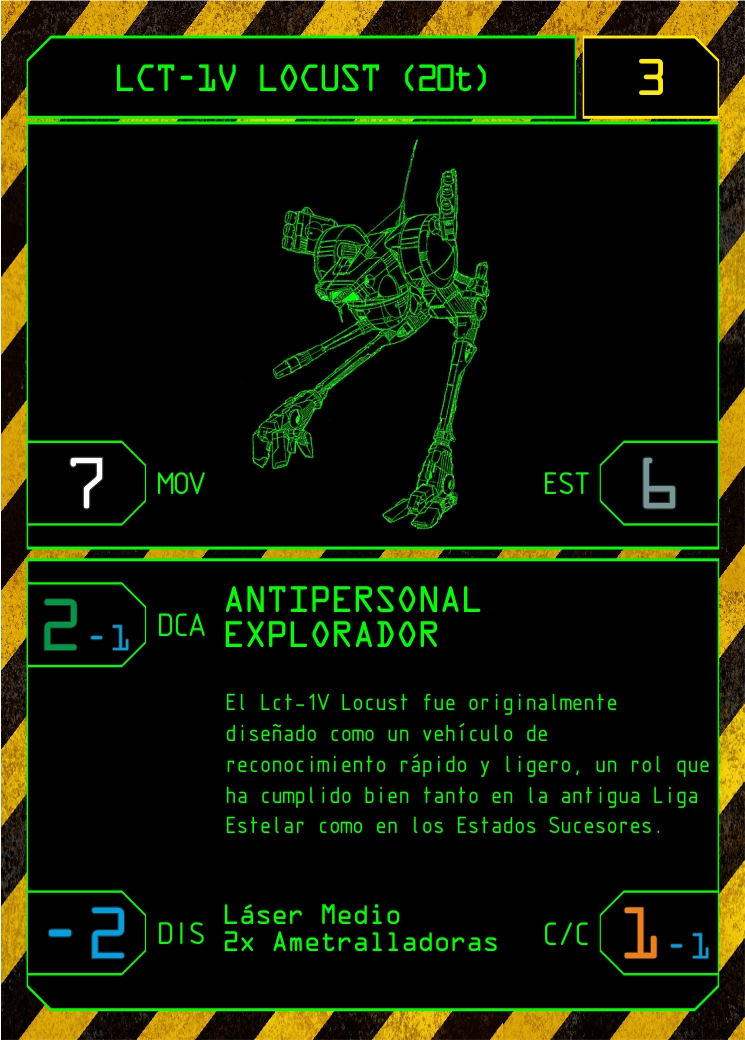 LCT-1V LOCUST (20t)
3
7 MOV
EST 6
2 -1 DCA
ANTIPERSONAL
EXPLORADOR
El Lct-1V Locust fue originalmente
diseñado como un vehículo de
reconocimiento rápido y ligero, un rol que
ha cumplido bien tanto en la antigua Liga
Estelar como en los Estados Sucesores.
-2 DIS
Láser Medio
2x Ametralladoras
C/C 1 -1